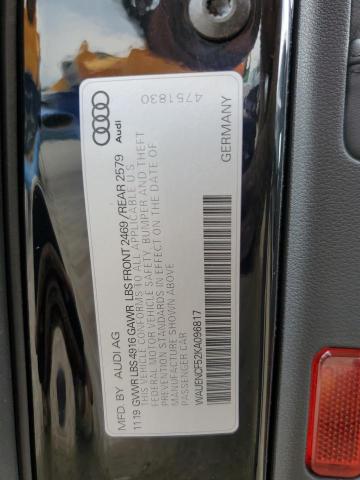 MFD. BY AUDI AG
11.19 GVWR LBS 4916 GAWR LBS FRONT 2469 /REAR 2579
THIS VEHICLE CONFORMS TO ALL APPLICABLE U.S.
FEDERAL MOTOR VEHICLE SAFETY, BUMPER AND THEFT
PREVENTION STANDARDS IN EFFECT ON THE DATE OF
MANUFACTURE SHOWN ABOVE
PASSENGER CAR
WAUENCF52KA096817
GERMANY
Audi
4751830